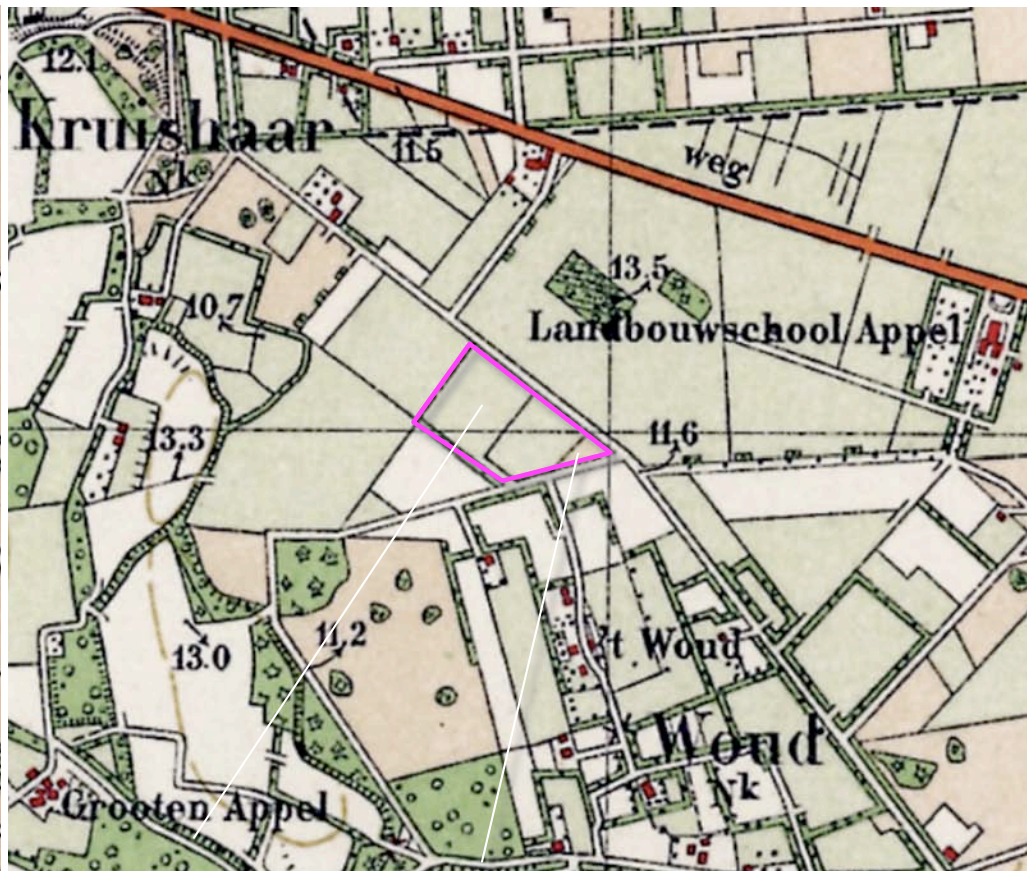 12.1
Kruishaar
11.5
weg
Nk
13.5
10.7
Landbouwschool Appel
13.3
11.6
11.2
13.0
't Woud
't Woud
Nk
Grooten Appel